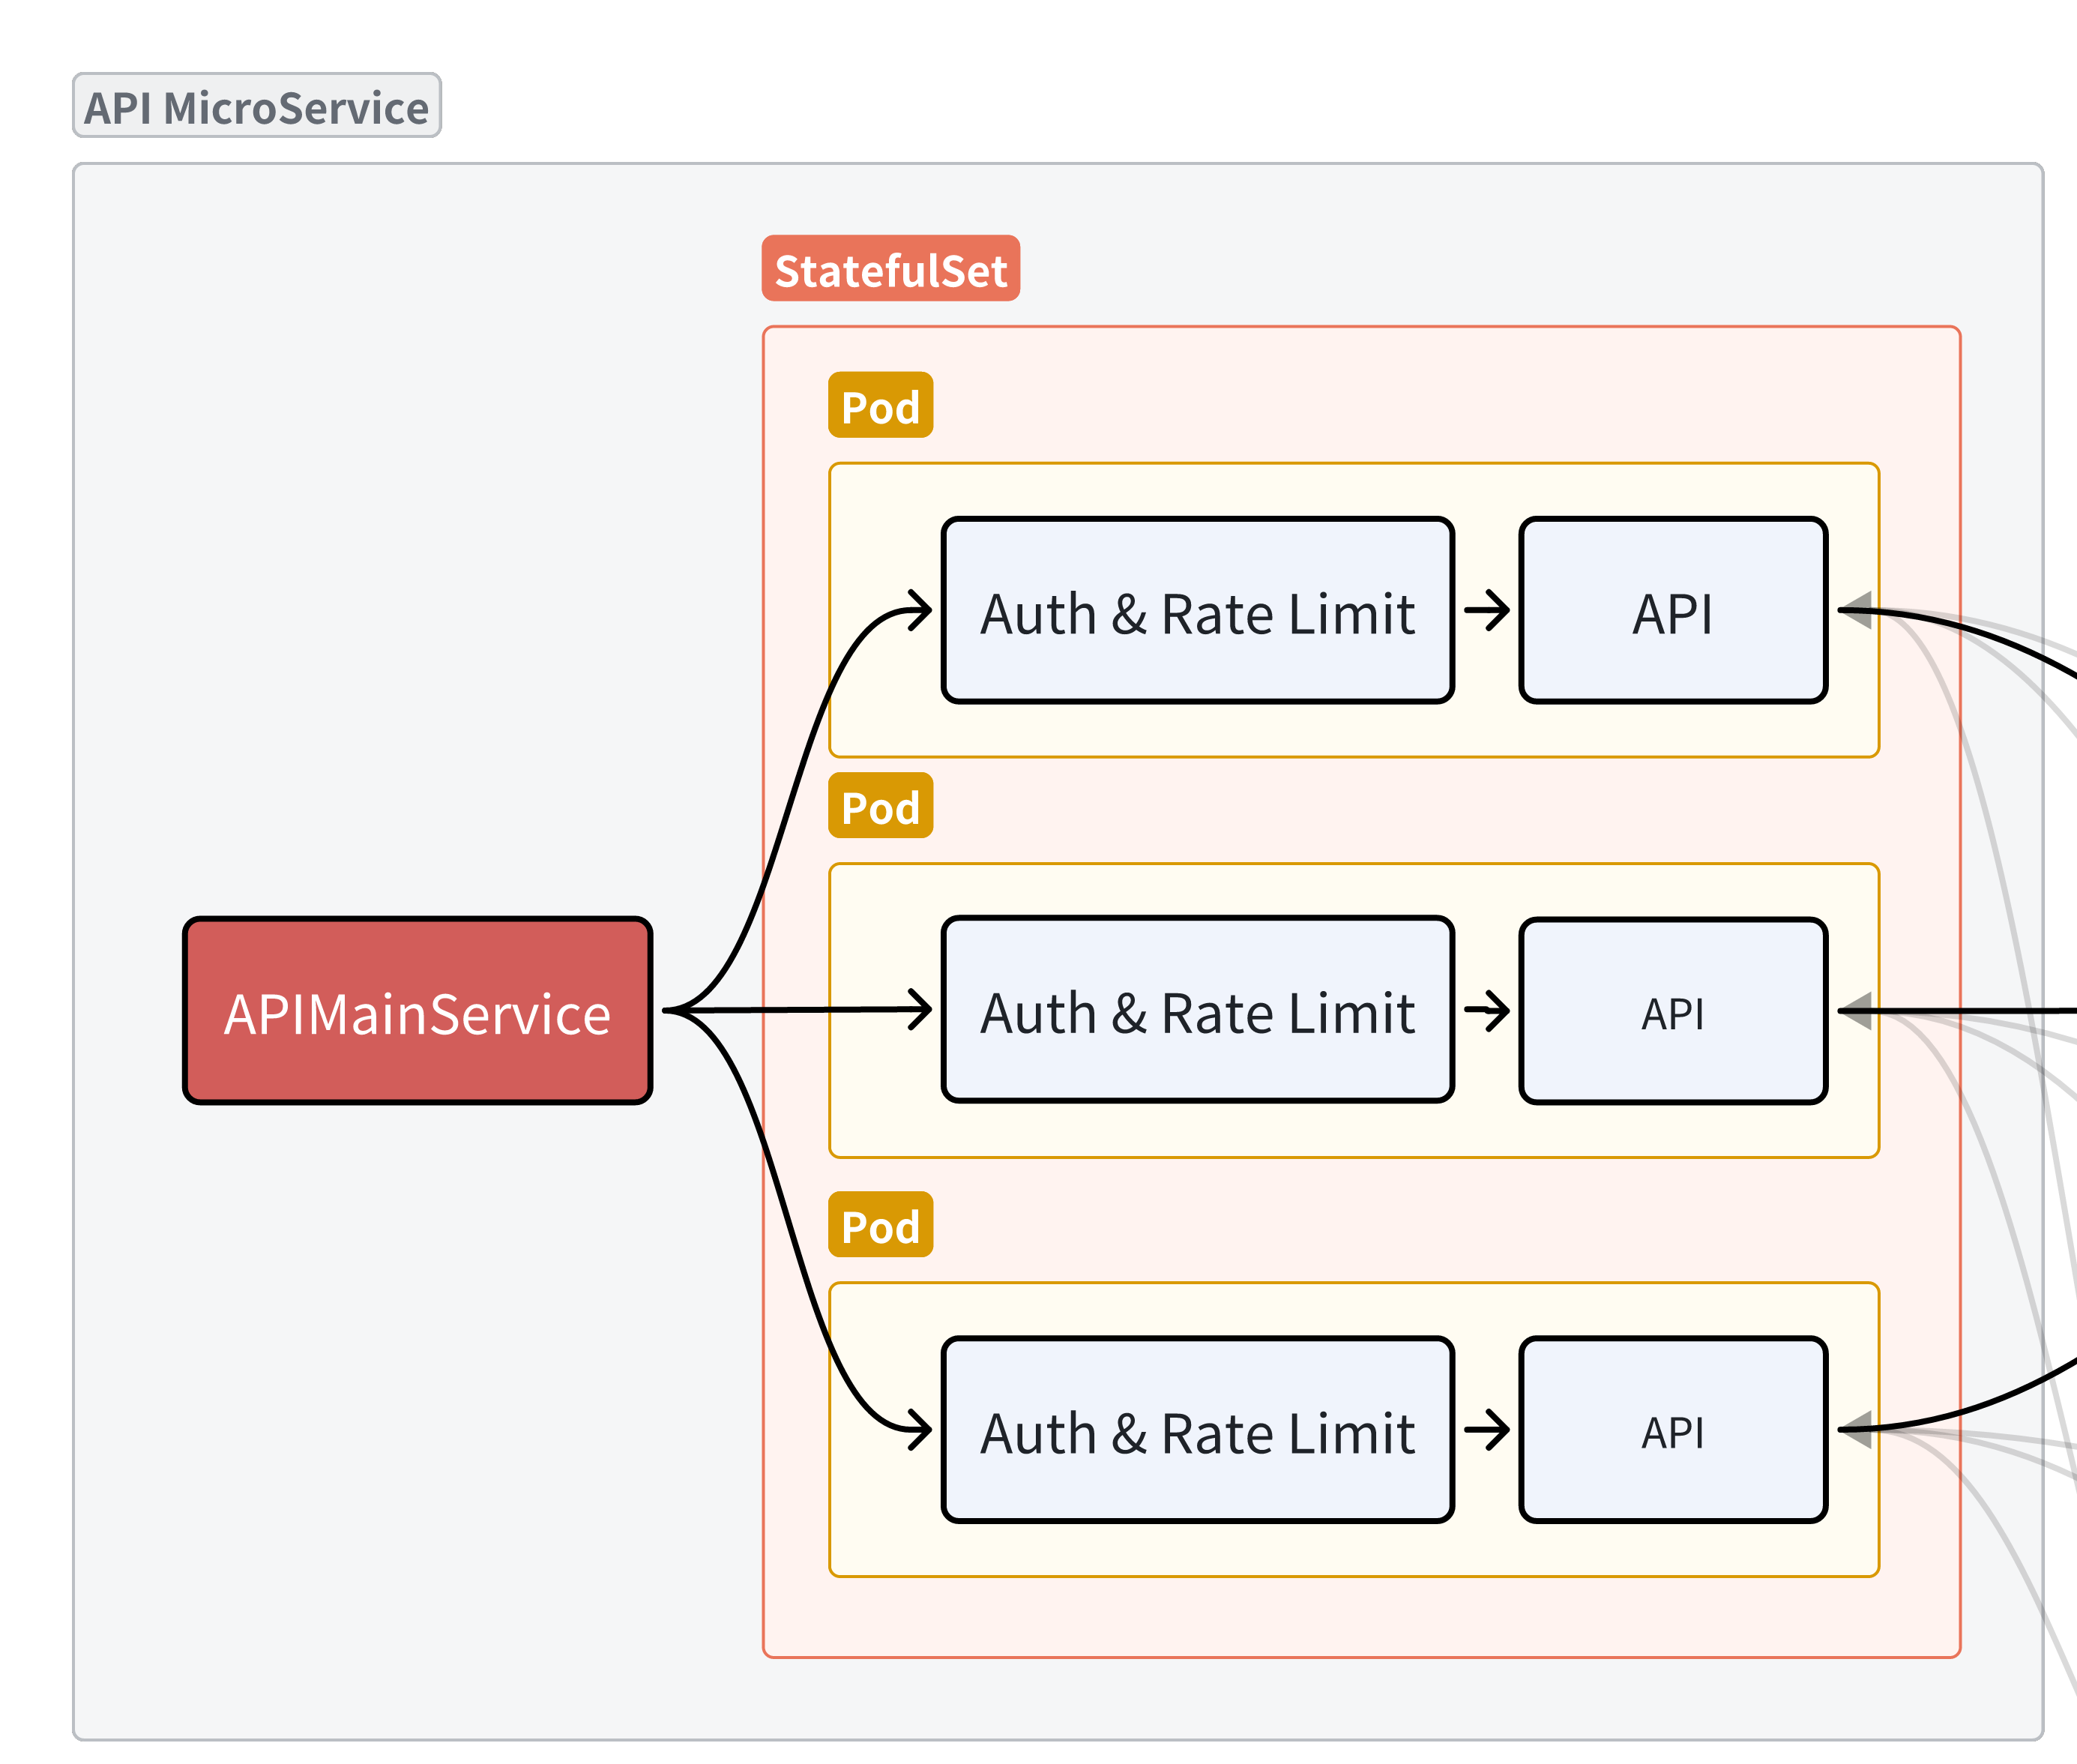 API MicroService
StatefulSet
Pod
Auth & Rate Limit
API
Pod
APIMainService
Auth & Rate Limit
API
Pod
Auth & Rate Limit
API